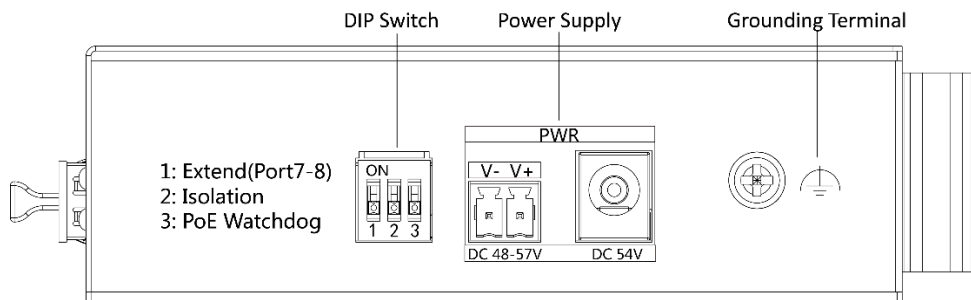 DIP Switch Power Supply Grounding Terminal
PWR
1: Extend(Port7-8)
2: Isolation
3: PoE Watchdog
ON
1 2 3
V- V+
DC 48-57V DC 54V